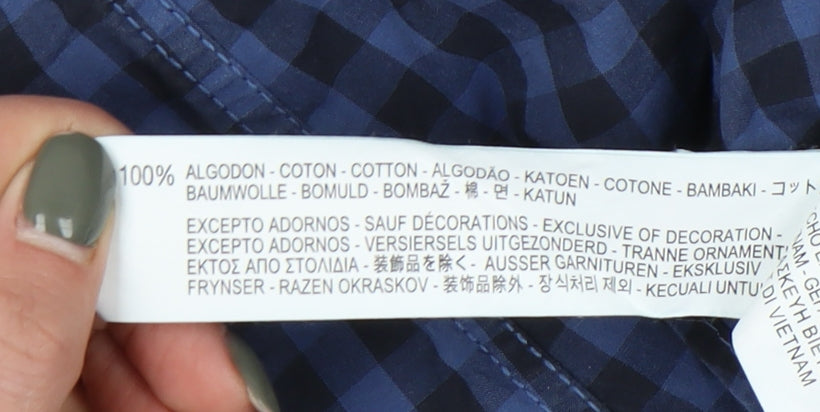 100% ALGODON - COTON - COTTON - ALGODÃO - KATOEN - COTONE - BAMBAKI - コット
BAUMWOLLE - BOMULD - BOMBAŽ - 棉 - 면 - KATUN
EXCEPTO ADORNOS - SAUF DÉCORATIONS - EXCLUSIVE OF DECORATION -
EXCEPTO ADORNOS - VERSIERSELS UITGEZONDERD - TRANNE ORNAMENT
ΕΚΤΟΣ ΑΠΟ ΣΤΟΛΙΔΙΑ - 装飾品を除く - AUSSER GARNITUREN - EKSKLUSIV
FRYNSER - RAZEN OKRASKOV - 装饰品除外 - 장식처리 제외 - KECUALI UNTU
DI VIETNAM